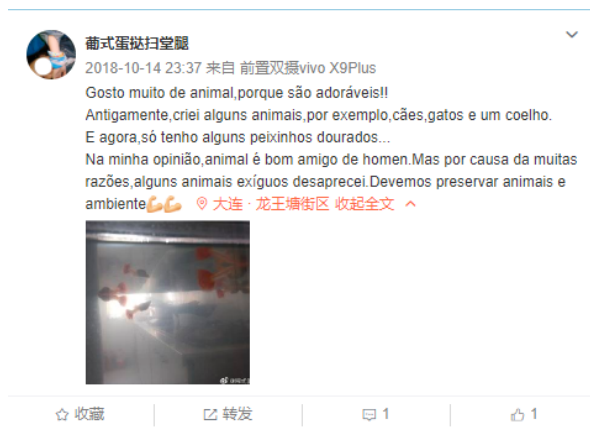 葡式蛋挞扫堂腿
2018-10-14 23:37 来自 前置双摄vivo X9Plus
Gosto muito de animal,porque são adoráveis!!
Antigamente,criei alguns animais,por exemplo,cães,gatos e um coelho.
E agora,só tenho alguns peixinhos dourados...
Na minha opinião,animal é bom amigo de homen.Mas por causa da muitas
razões,alguns animais exíguos desaprecei.Devemos preservar animais e
ambiente💪💪 大连 · 龙王塘街区 收起全文
收藏 转发 1 1